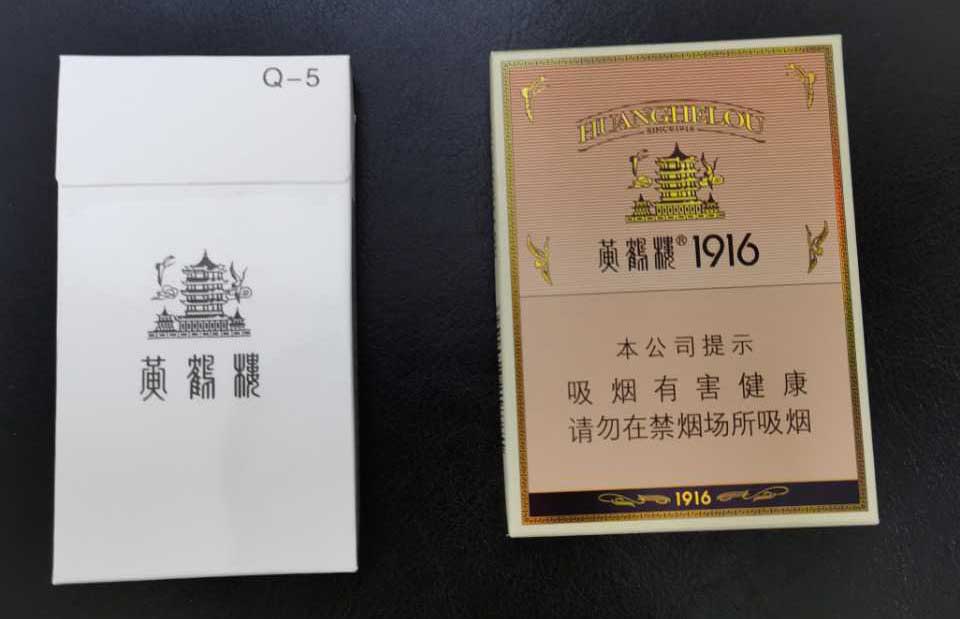 Q-5
黄鹤楼
HUANGHELOU
SINCE1916
黄鹤楼® 1916
本公司提示
吸烟有害健康
请勿在禁烟场所吸烟
1916